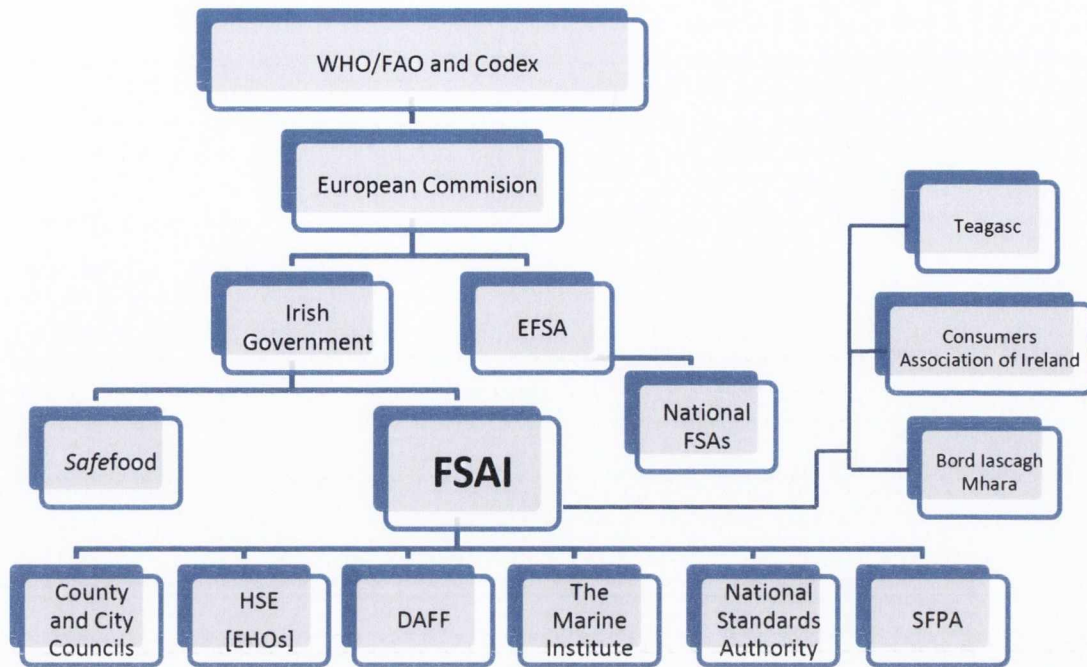 WHO/FAO and Codex
European Commision
Teagasc
Irish
Government
EFSA
Consumers
Association of Ireland
Safefood
FSAI
National
FSAs
Bord Iascagh
Mhara
County
and City
Councils
HSE
[EHOs]
DAFF
The
Marine
Institute
National
Standards
Authority
SFPA